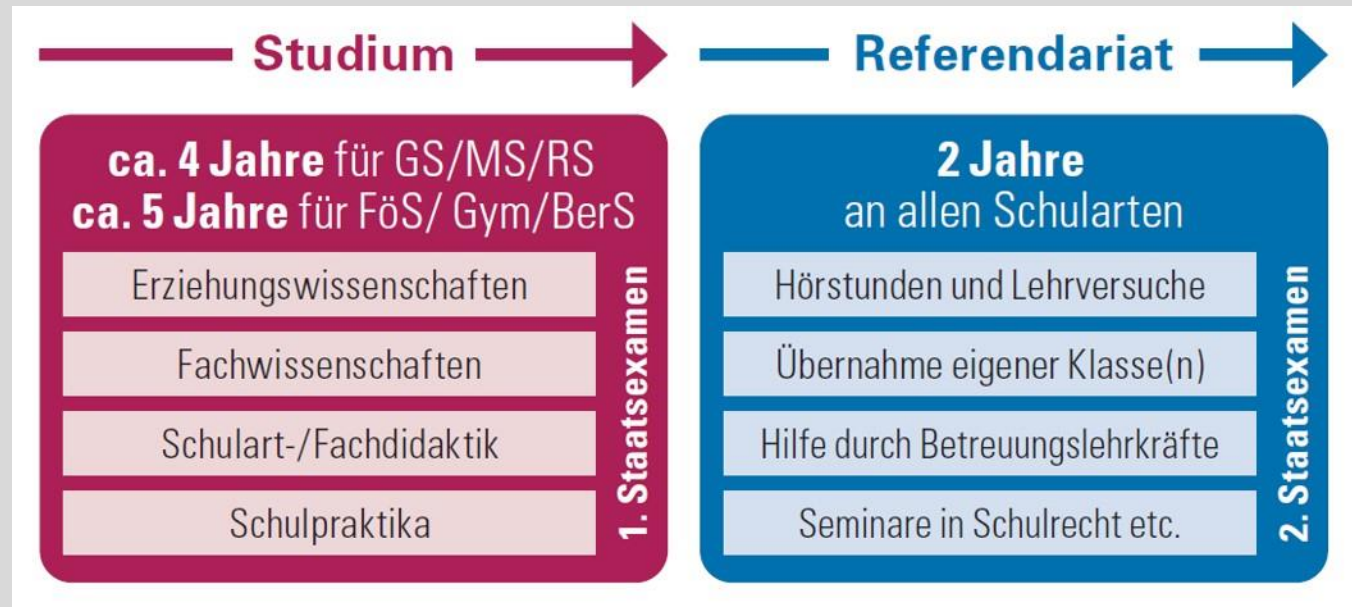 Studium
ca. 4 Jahre für GS/MS/RS
ca. 5 Jahre für FöS/ Gym/BerS
Erziehungswissenschaften
Fachwissenschaften
Schulart-/Fachdidaktik
Schulpraktika
1. Staatsexamen
Referendariat
2 Jahre
an allen Schularten
Hörstunden und Lehrversuche
Übernahme eigener Klasse(n)
Hilfe durch Betreuungslehrkräfte
Seminare in Schulrecht etc.
2. Staatsexamen